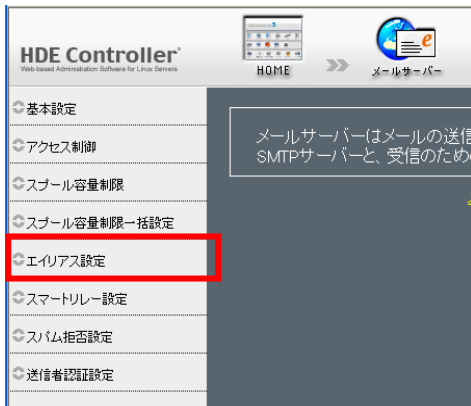 HDE Controller
Web-based Administration Software for Linux Servers
HOME
メールサーバー
基本設定
アクセス制御
スプール容量制限
スプール容量制限一括設定
エイリアス設定
スマートリレー設定
スパム拒否設定
送信者認証設定
メールサーバーはメールの送信
SMTPサーバーと、受信のため